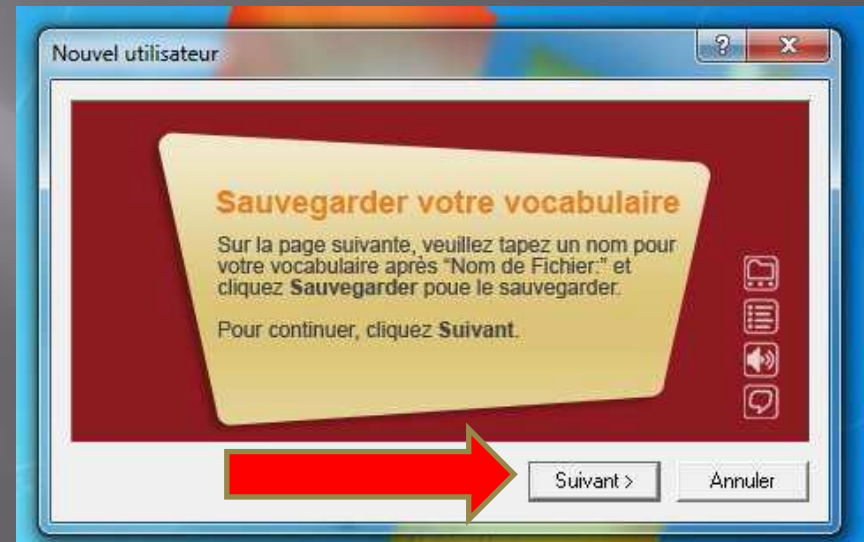 Nouvel utilisateur
Sauvegarder votre vocabulaire
Sur la page suivante, veuillez tapez un nom pour
votre vocabulaire après "Nom de Fichier:" et
cliquez Sauvegarder poue le sauvegarder.
Pour continuer, cliquez Suivant.
Suivant >
Annuler